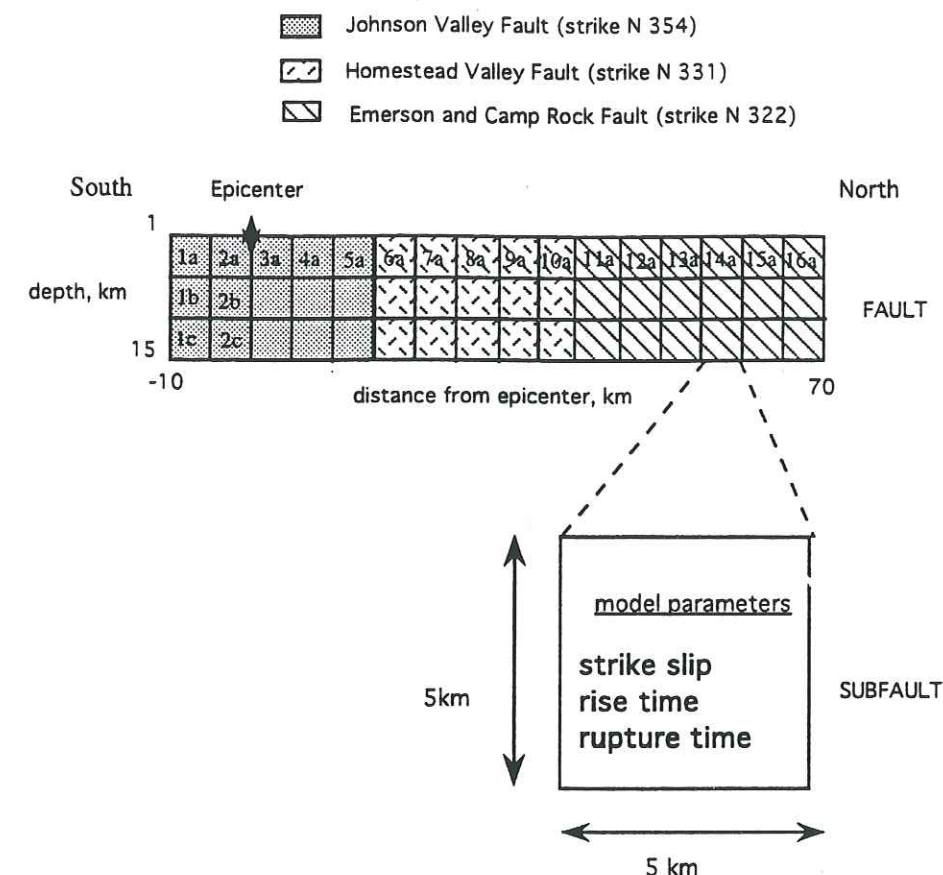 Johnson Valley Fault (strike N 354)
Homestead Valley Fault (strike N 331)
Emerson and Camp Rock Fault (strike N 322)
South Epicenter North
1
1a 2a 3a 4a 5a 6a 7a 8a 9a 10a 11a 12a 13a 14a 15a 16a
depth, km 1b 2b FAULT
15 1c 2c
-10 distance from epicenter, km 70
model parameters
strike slip
rise time
rupture time
5km
SUBFAULT
5 km